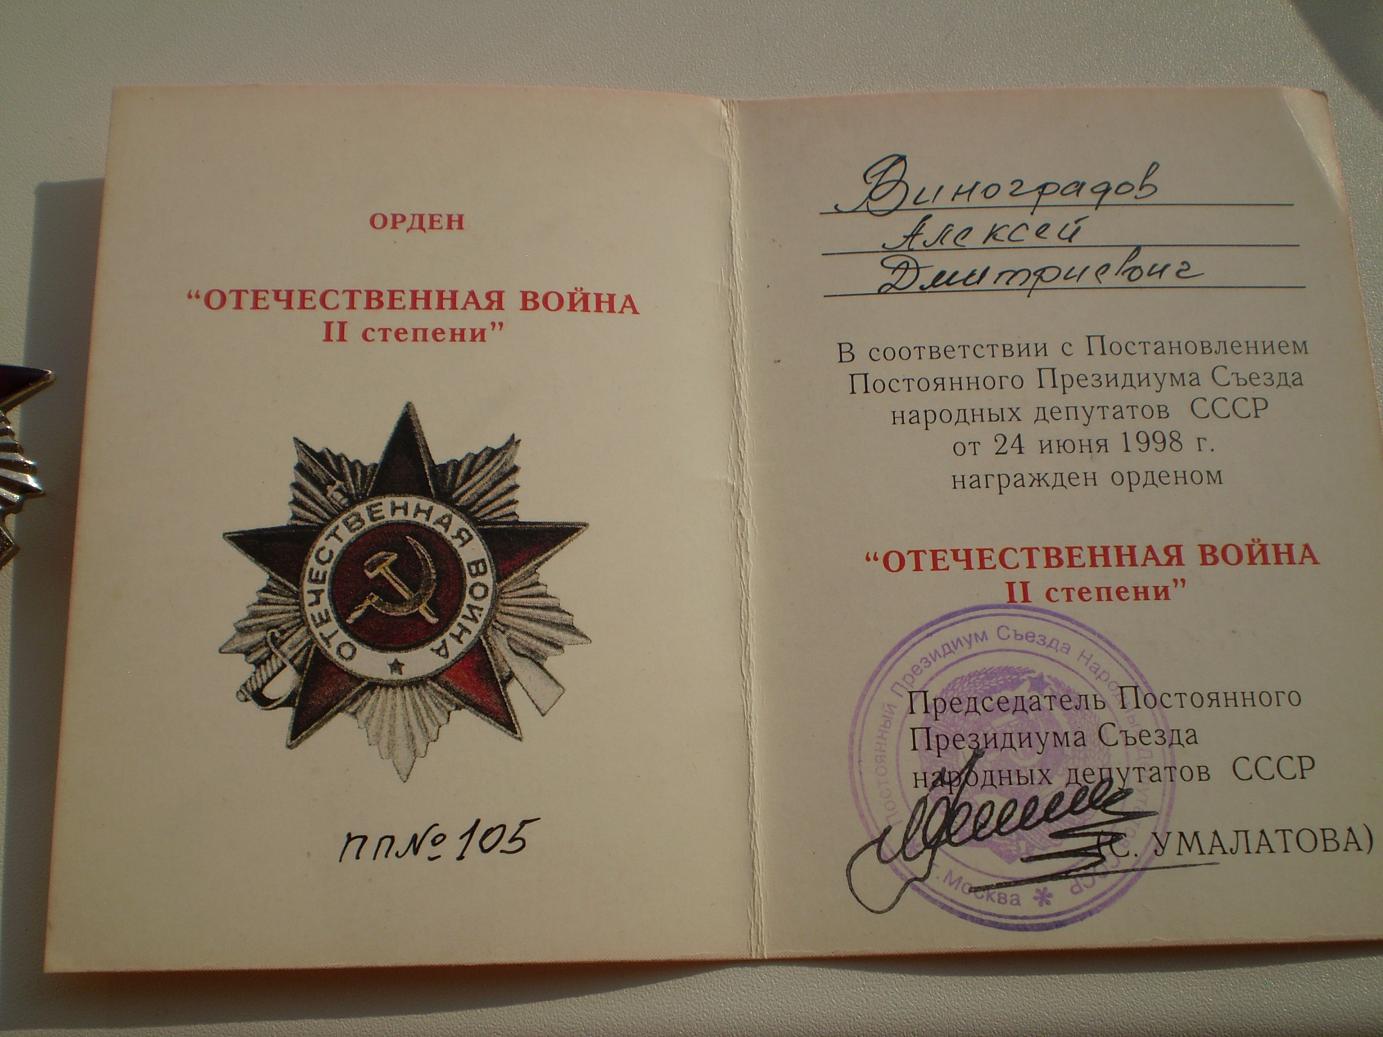 ОРДЕН
“ОТЕЧЕСТВЕННАЯ ВОЙНА
II степени”
ОТЕЧЕСТВЕННАЯ ВОЙНА
ПП№ 105
Виноградов
Алексей
Дмитриевич
В соответствии с Постановлением
Постоянного Президиума Съезда
народных депутатов СССР
от 24 июня 1998 г.
награжден орденом
“ОТЕЧЕСТВЕННАЯ ВОЙНА
II степени”
Постоянный Президиум Съезда Народных депутатов СССР
г. Москва
Председатель Постоянного
Президиума Съезда
народных депутатов СССР
(С. УМАЛАТОВА)